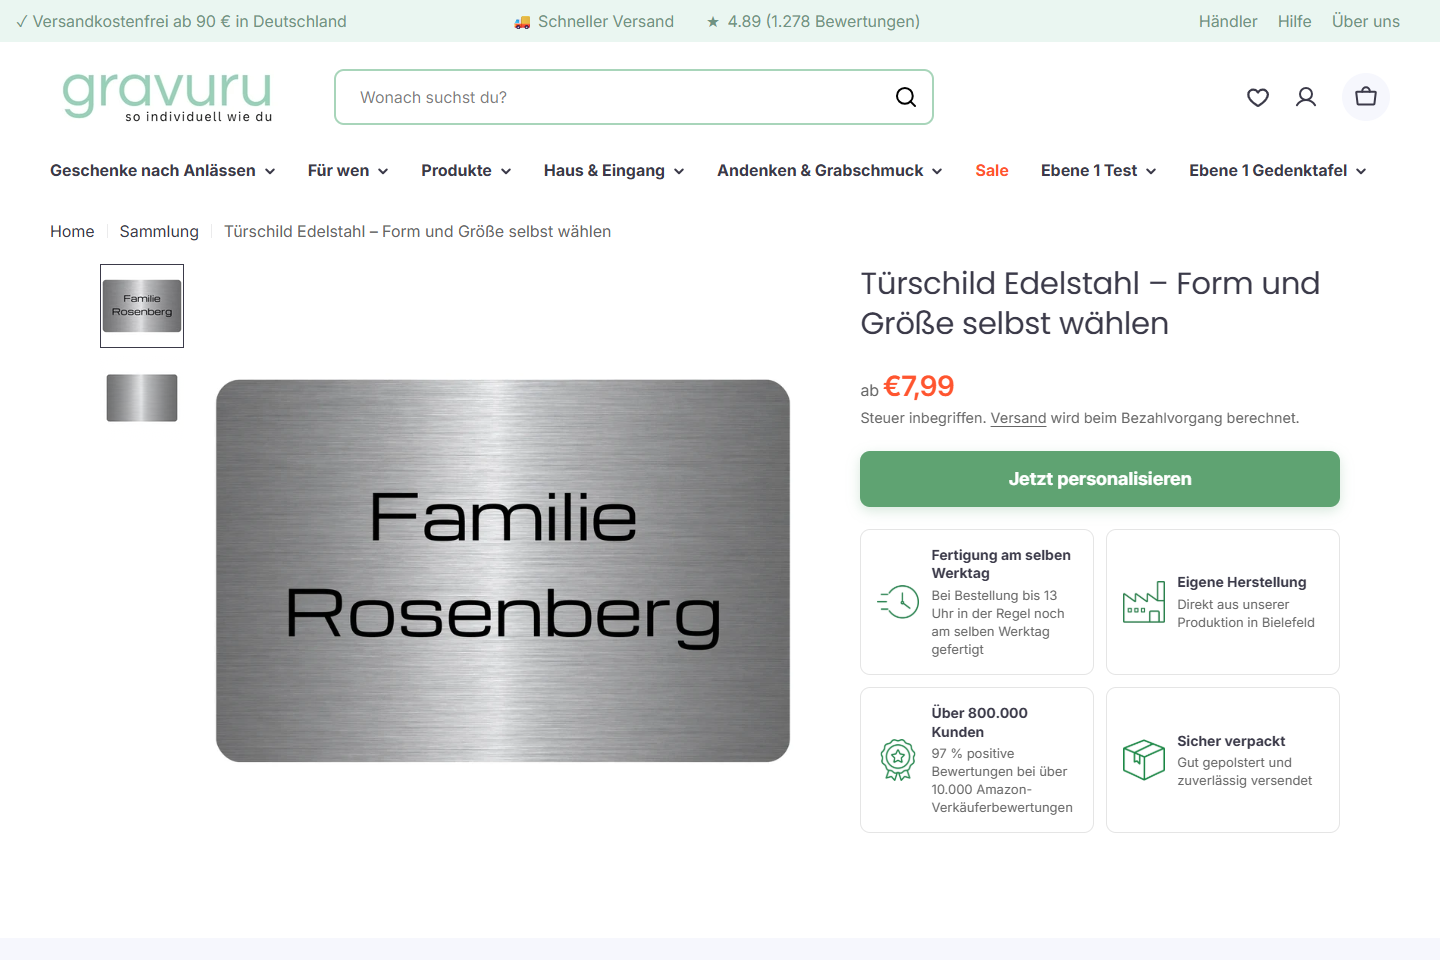 ✓ Versandkostenfrei ab 90 € in Deutschland
🚚 Schneller Versand
★ 4.89 (1.278 Bewertungen)
Händler Hilfe Über uns
gravuru
so individuell wie du
Wonach suchst du?
Geschenke nach Anlässen Für wen Produkte Haus & Eingang Andenken & Grabschmuck Sale Ebene 1 Test Ebene 1 Gedenktafel
Home Sammlung Türschild Edelstahl – Form und Größe selbst wählen
Familie
Rosenberg
Familie
Rosenberg
Türschild Edelstahl – Form und
Größe selbst wählen
ab €7,99
Steuer inbegriffen. Versand wird beim Bezahlvorgang berechnet.
Jetzt personalisieren
Fertigung am selben
Werktag
Bei Bestellung bis 13
Uhr in der Regel noch
am selben Werktag
gefertigt
Eigene Herstellung
Direkt aus unserer
Produktion in Bielefeld
Über 800.000
Kunden
97 % positive
Bewertungen bei über
10.000 Amazon-
Verkäuferbewertungen
Sicher verpackt
Gut gepolstert und
zuverlässig versendet